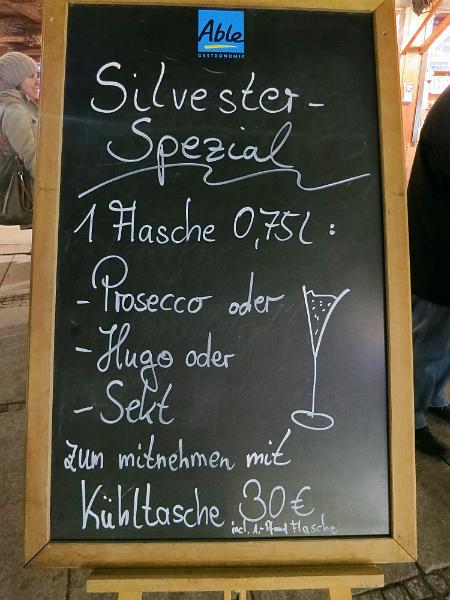 Able
GASTRONOMIE
Silvester-
Spezial
1 Flasche 0,75l:
- Prosecco oder
- Hugo oder
- Sekt
zum mitnehmen mit
Kühltasche 30 €
incl. 1,- Pfand Flasche